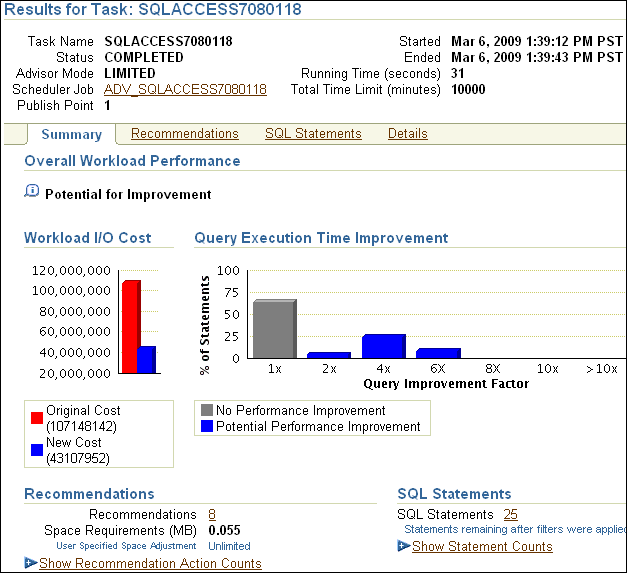 Results for Task: SQLACCESS7080118
Task Name SQLACCESS7080118 Started Mar 6, 2009 1:39:12 PM PST
Status COMPLETED Ended Mar 6, 2009 1:39:43 PM PST
Advisor Mode LIMITED Running Time (seconds) 31
Scheduler Job ADV_SQLACCESS7080118 Total Time Limit (minutes) 10000
Publish Point 1
Summary Recommendations SQL Statements Details
Overall Workload Performance
Potential for Improvement
Workload I/O Cost
120,000,000
100,000,000
80,000,000
60,000,000
40,000,000
20,000,000
Original Cost
(107148142)
New Cost
(43107952)
Query Execution Time Improvement
% of Statements
100
75
50
25
0
1x 2x 4x 6x 8X 10x >10x
Query Improvement Factor
No Performance Improvement
Potential Performance Improvement
Recommendations
Recommendations 8
Space Requirements (MB) 0.055
User Specified Space Adjustment Unlimited
Show Recommendation Action Counts
SQL Statements
SQL Statements 25
Statements remaining after filters were applied
Show Statement Counts